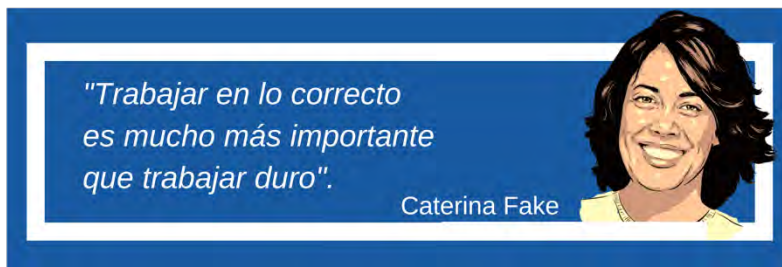 "Trabajar en lo correcto
es mucho más importante
que trabajar duro".
Caterina Fake